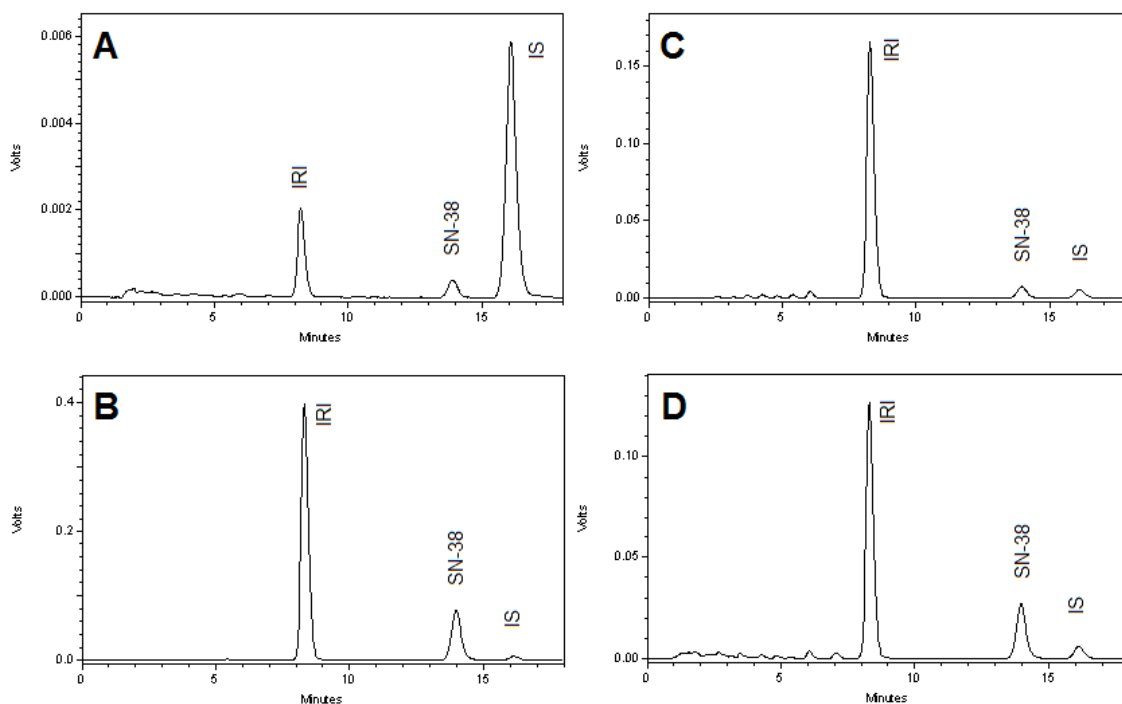 A
0.006
0.004
0.002
0.000
Volts
IRI
SN-38
IS
0
5
10
15
Minutes
C
0.15
0.10
0.05
0.00
Volts
IRI
SN-38
IS
0
5
10
15
Minutes
B
0.4
0.2
0.0
Volts
IRI
SN-38
IS
0
5
10
15
Minutes
D
0.10
0.05
0.00
Volts
IRI
SN-38
IS
0
5
10
15
Minutes